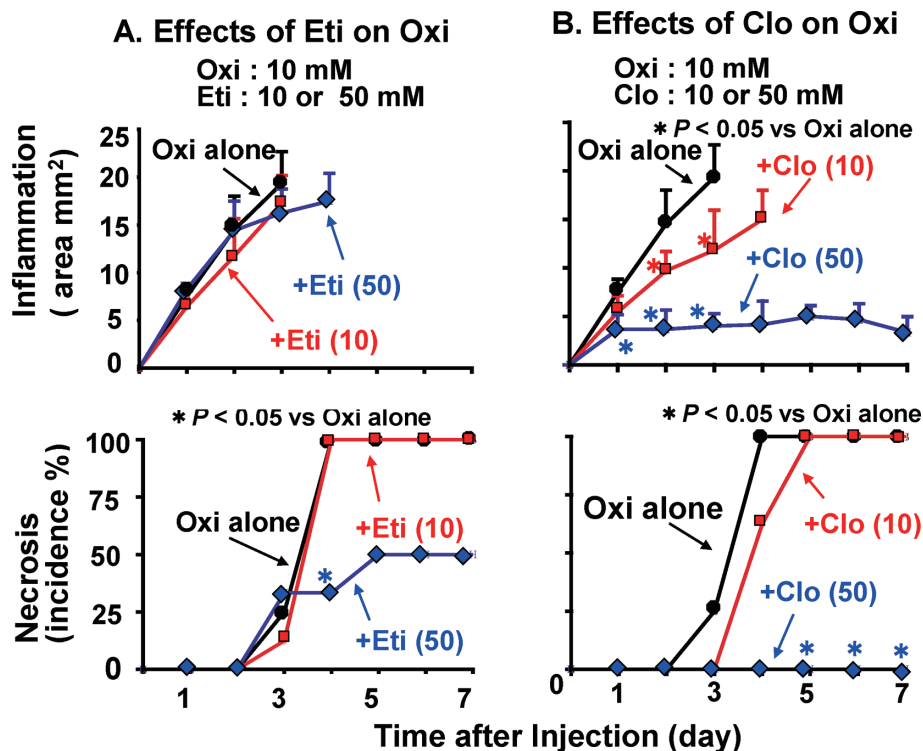 A. Effects of Eti on Oxi
Oxi : 10 mM
Eti : 10 or 50 mM
Inflammation
( area mm²)
25
20
15
10
5
0
Oxi alone
+Eti (50)
+Eti (10)
B. Effects of Clo on Oxi
Oxi : 10 mM
Clo : 10 or 50 mM
* P < 0.05 vs Oxi alone
Oxi alone
+Clo (10)
+Clo (50)
*
*
*
*
*
Necrosis
(incidence %)
* P < 0.05 vs Oxi alone
100
75
50
25
0
Oxi alone
+Eti (10)
*
+Eti (50)
1
3
5
7
* P < 0.05 vs Oxi alone
Oxi alone
+Clo (10)
+Clo (50)
* * *
0
1
3
5
7
Time after Injection (day)